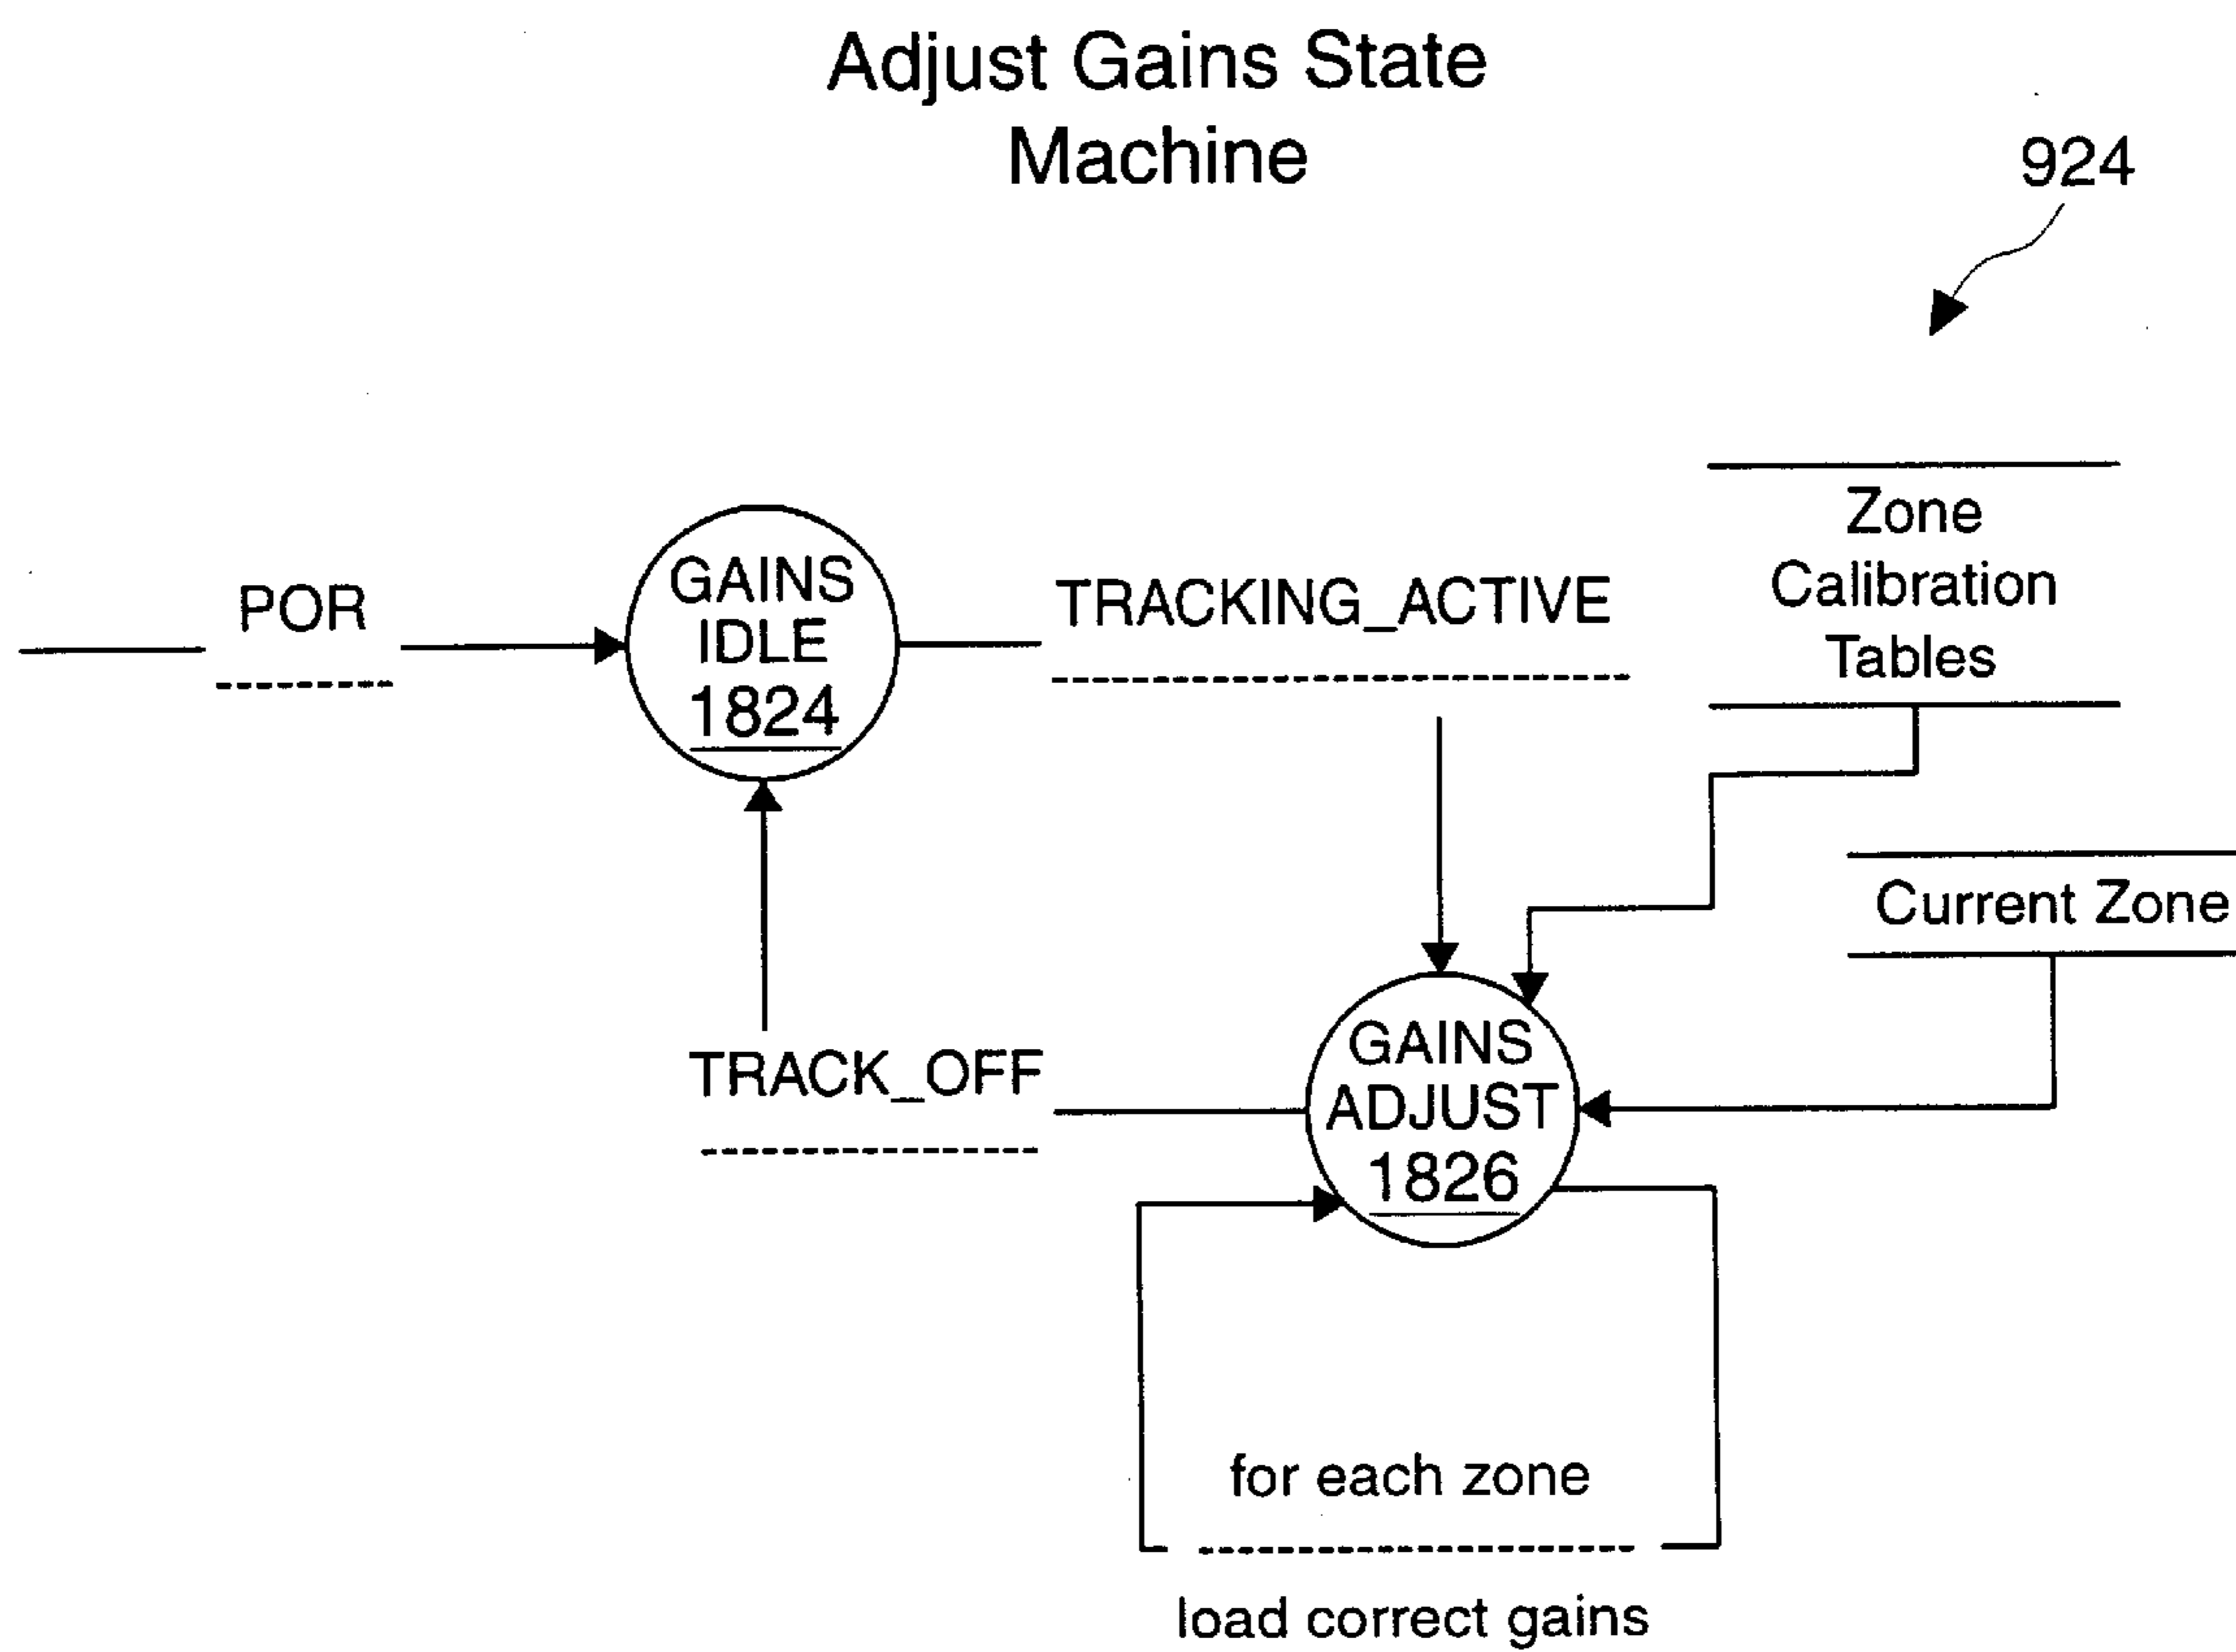 Adjust Gains State
Machine
924
POR
GAINS
IDLE
1824
TRACKING_ACTIVE
Zone
Calibration
Tables
Current Zone
TRACK_OFF
GAINS
ADJUST
1826
for each zone
load correct gains